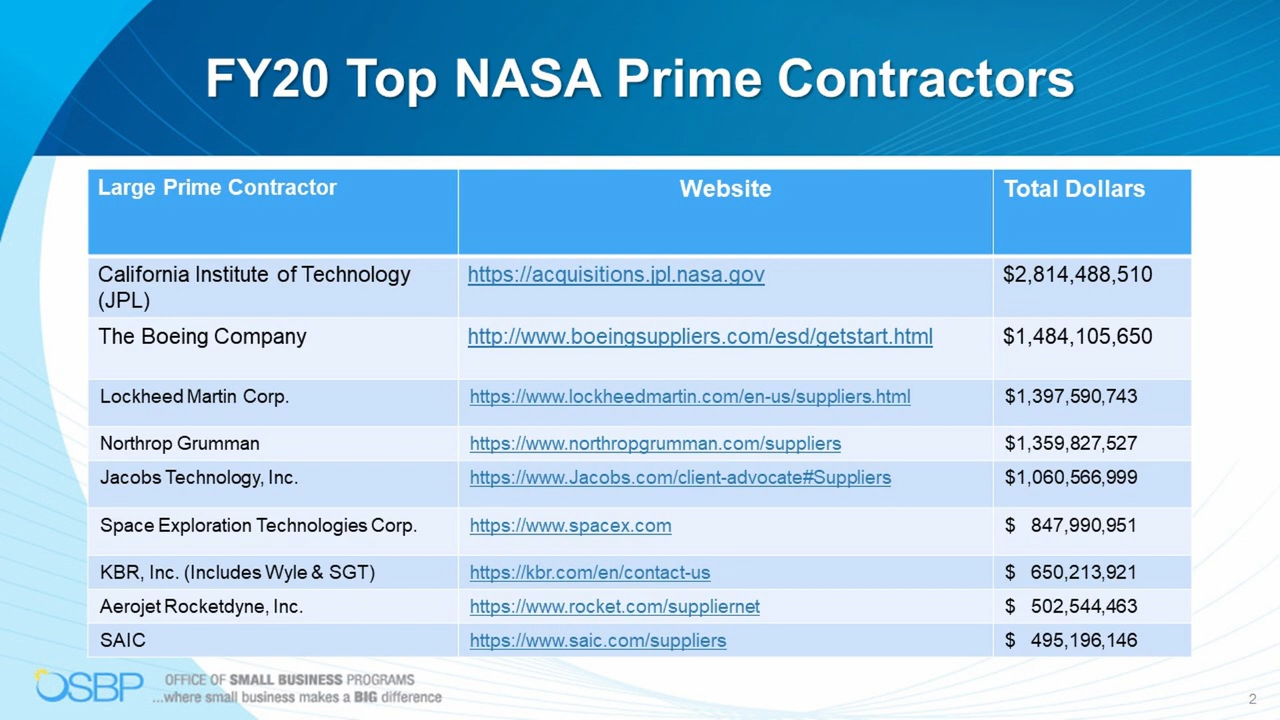 FY20 Top NASA Prime Contractors
Large Prime Contractor Website Total Dollars
California Institute of Technology https://acquisitions.jpl.nasa.gov $2,814,488,510
(JPL)
The Boeing Company http://www.boeingsuppliers.com/esd/getstart.html $1,484,105,650
Lockheed Martin Corp. https://www.lockheedmartin.com/en-us/suppliers.html $1,397,590,743
Northrop Grumman https://www.northropgrumman.com/suppliers $1,359,827,527
Jacobs Technology, Inc. https://www.Jacobs.com/client-advocate#Suppliers $1,060,566,999
Space Exploration Technologies Corp. https://www.spacex.com $ 847,990,951
KBR, Inc. (Includes Wyle & SGT) https://kbr.com/en/contact-us $ 650,213,921
Aerojet Rocketdyne, Inc. https://www.rocket.com/suppliernet $ 502,544,463
SAIC https://www.saic.com/suppliers $ 495,196,146
OSBP OFFICE OF SMALL BUSINESS PROGRAMS
...where small business makes a BIG difference
2